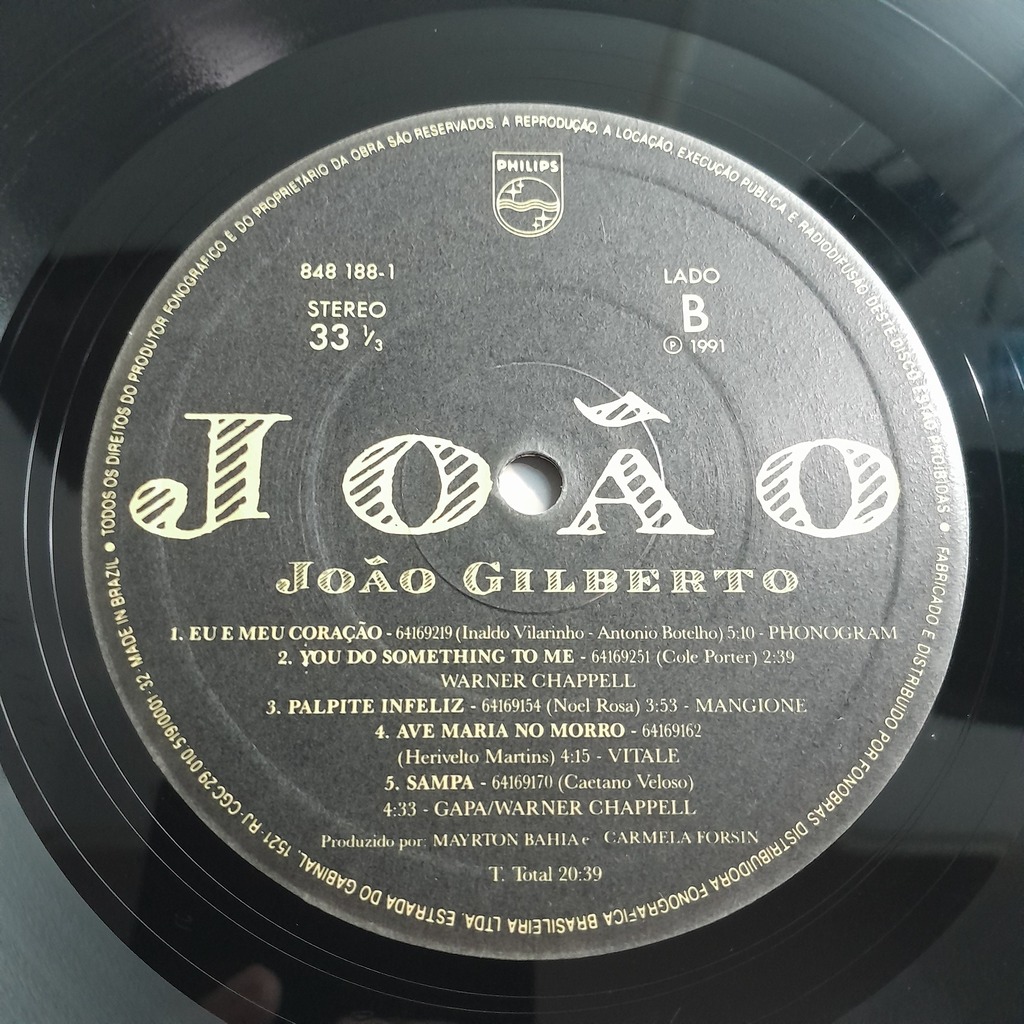 TODOS OS DIREITOS DO PRODUTOR FONOGRÁFICO E DO PROPRIETÁRIO DA OBRA SÃO RESERVADOS. A REPRODUÇÃO, A LOCAÇÃO, EXECUÇÃO PÚBLICA E RADIODIFUSÃO DESTE DISCO ESTÃO PROIBIDAS •
PHILIPS
848 188-1
STEREO
33 1/3
LADO
B
℗ 1991
JOÃO
JOÃO GILBERTO
1. EU E MEU CORAÇÃO - 64169219 (Inaldo Vilarinho - Antonio Botelho) 5:10 - PHONOGRAM
2. YOU DO SOMETHING TO ME - 64169251 (Cole Porter) 2:39
WARNER CHAPPELL
3. PALPITE INFELIZ - 64169154 (Noel Rosa) 3:53 - MANGIONE
4. AVE MARIA NO MORRO - 64169162
(Herivelto Martins) 4:15 - VITALE
5. SAMPA - 64169170 (Caetano Veloso)
4:33 - GAPA/WARNER CHAPPELL
Produzido por: MAYRTON BAHIA e CARMELA FORSIN
T. Total 20:39
FABRICADO E DISTRIBUIDO POR FONOBRAS DISTRIBUIDORA FONOGRÁFICA BRASILEIRA LTDA. ESTRADA DO GABINAL, 1521-RJ-CGC 29 010 519/0001-32-MADE IN BRAZIL •